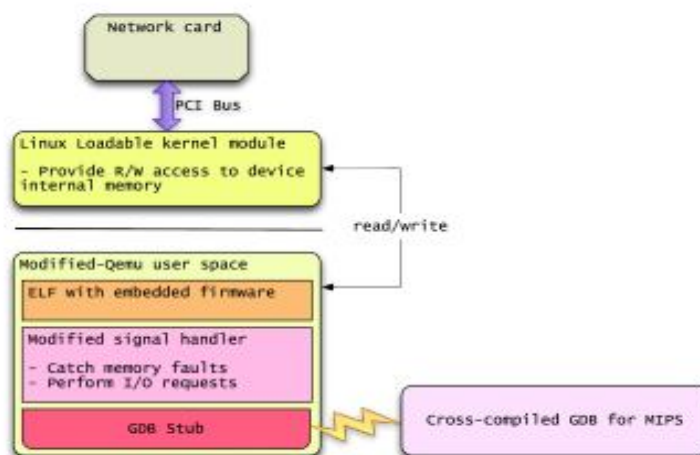 Network card
PCI Bus
Linux Loadable kernel module
- Provide R/W access to device
internal memory
read/write
Modified-Qemu user space
ELF with embedded firmware
Modified signal handler
- Catch memory faults
- Perform I/O requests
GDB Stub
Cross-compiled GDB for MIPS